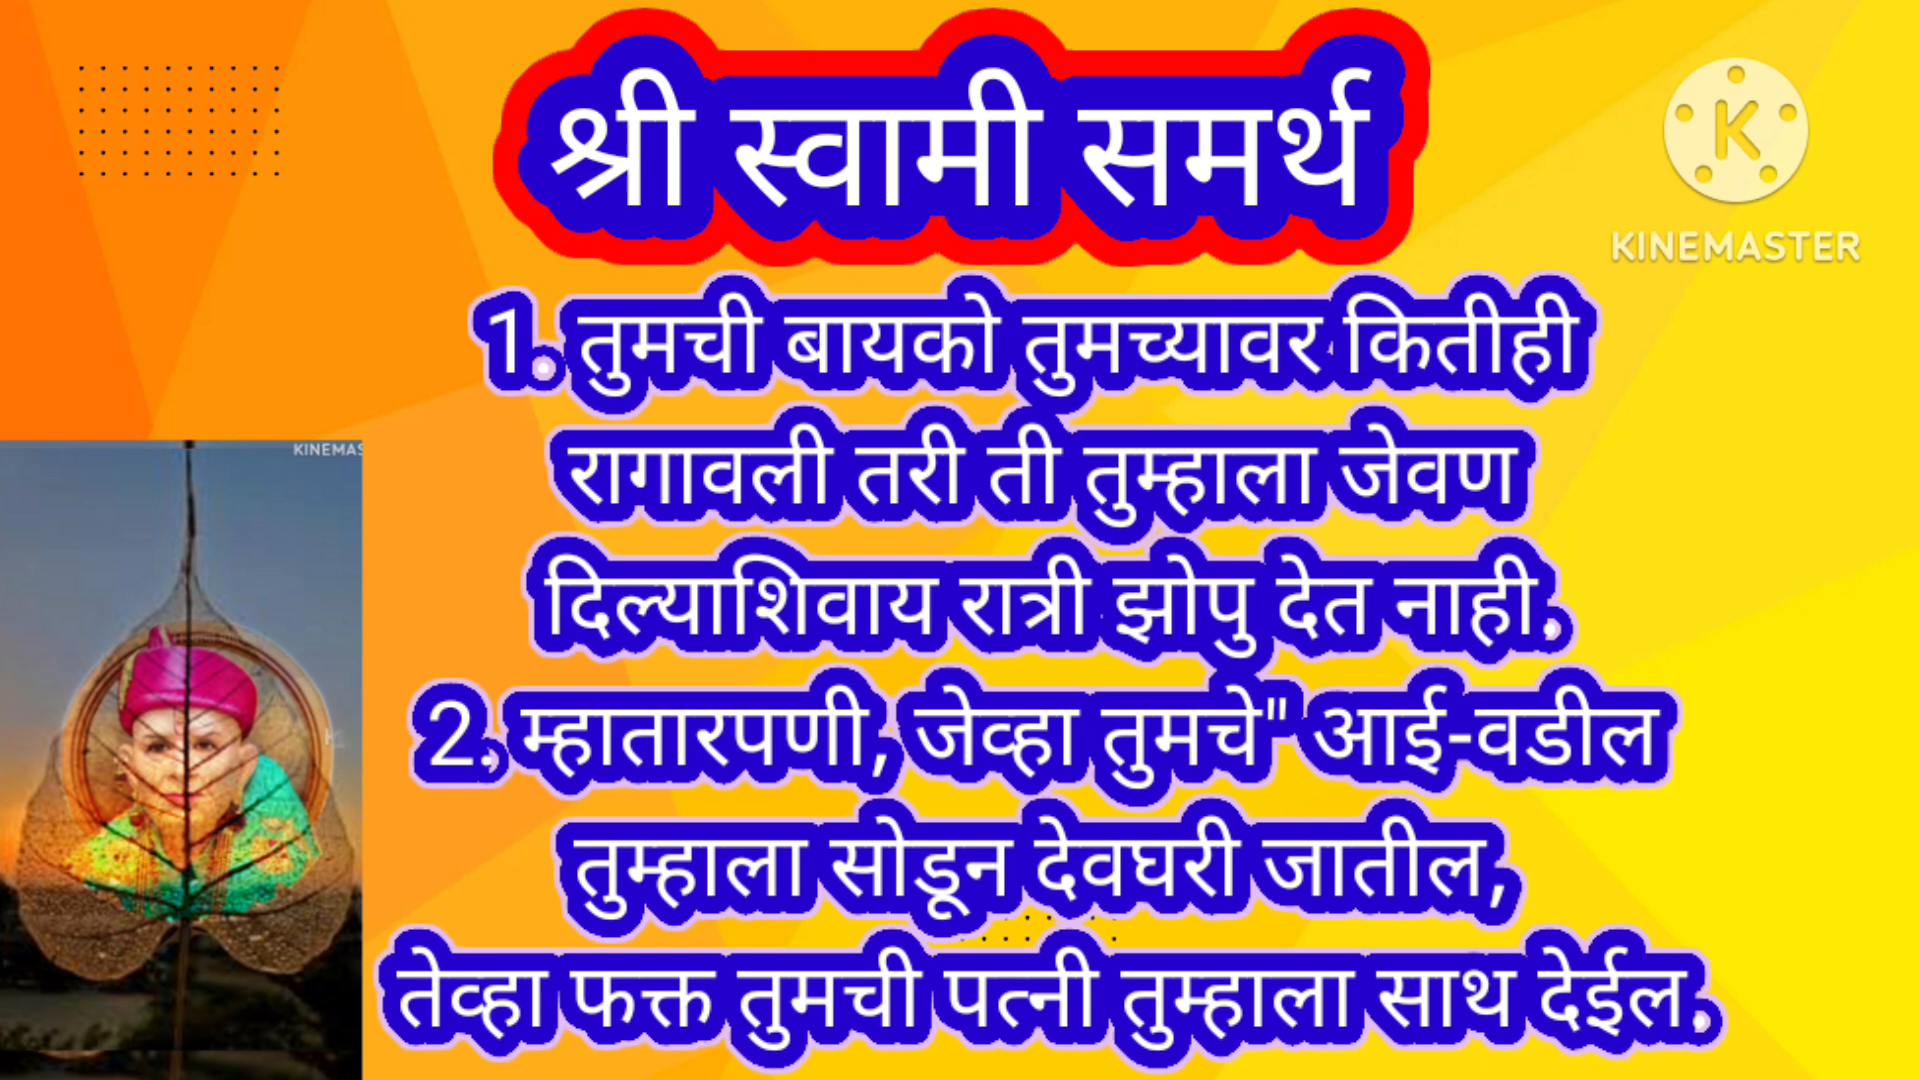 श्री स्वामी समर्थ
KINEMASTER
1. तुमची बायको तुमच्यावर कितीही
रागावली तरी ती तुम्हाला जेवण
दिल्याशिवाय रात्री झोपु देत नाही.
2. म्हातारपणी, जेव्हा तुमचे" आई-वडील
तुम्हाला सोडून देवघरी जातील,
तेव्हा फक्त तुमची पत्नी तुम्हाला साथ देईल.
KINEMAS